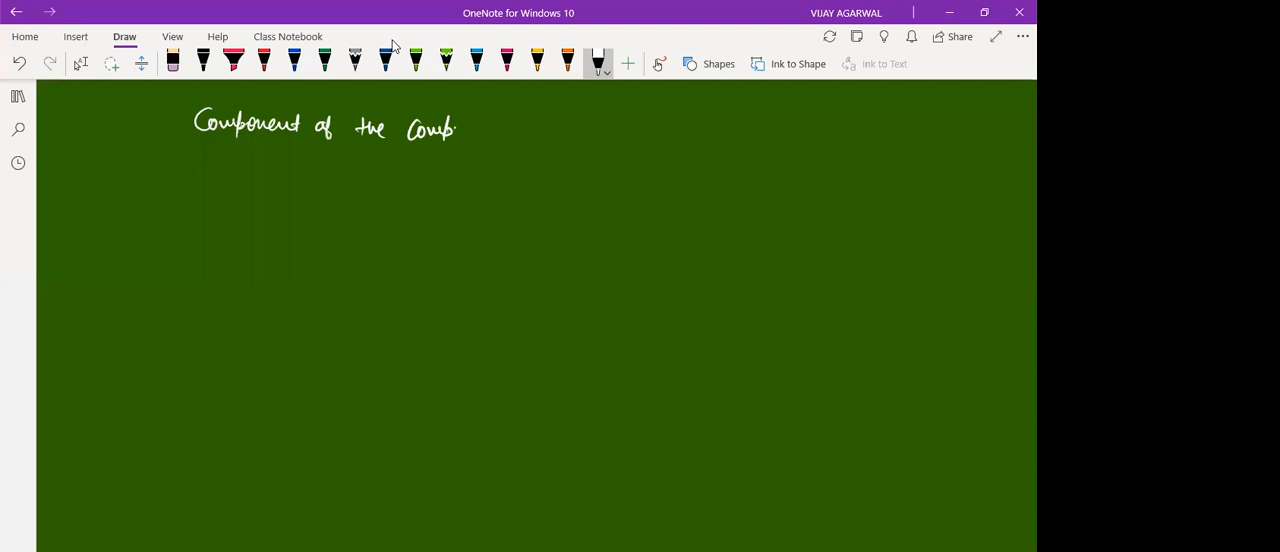 OneNote for Windows 10
VIJAY AGARWAL
Home Insert Draw View Help Class Notebook Share
Shapes Ink to Shape Ink to Text
Component of the Comp